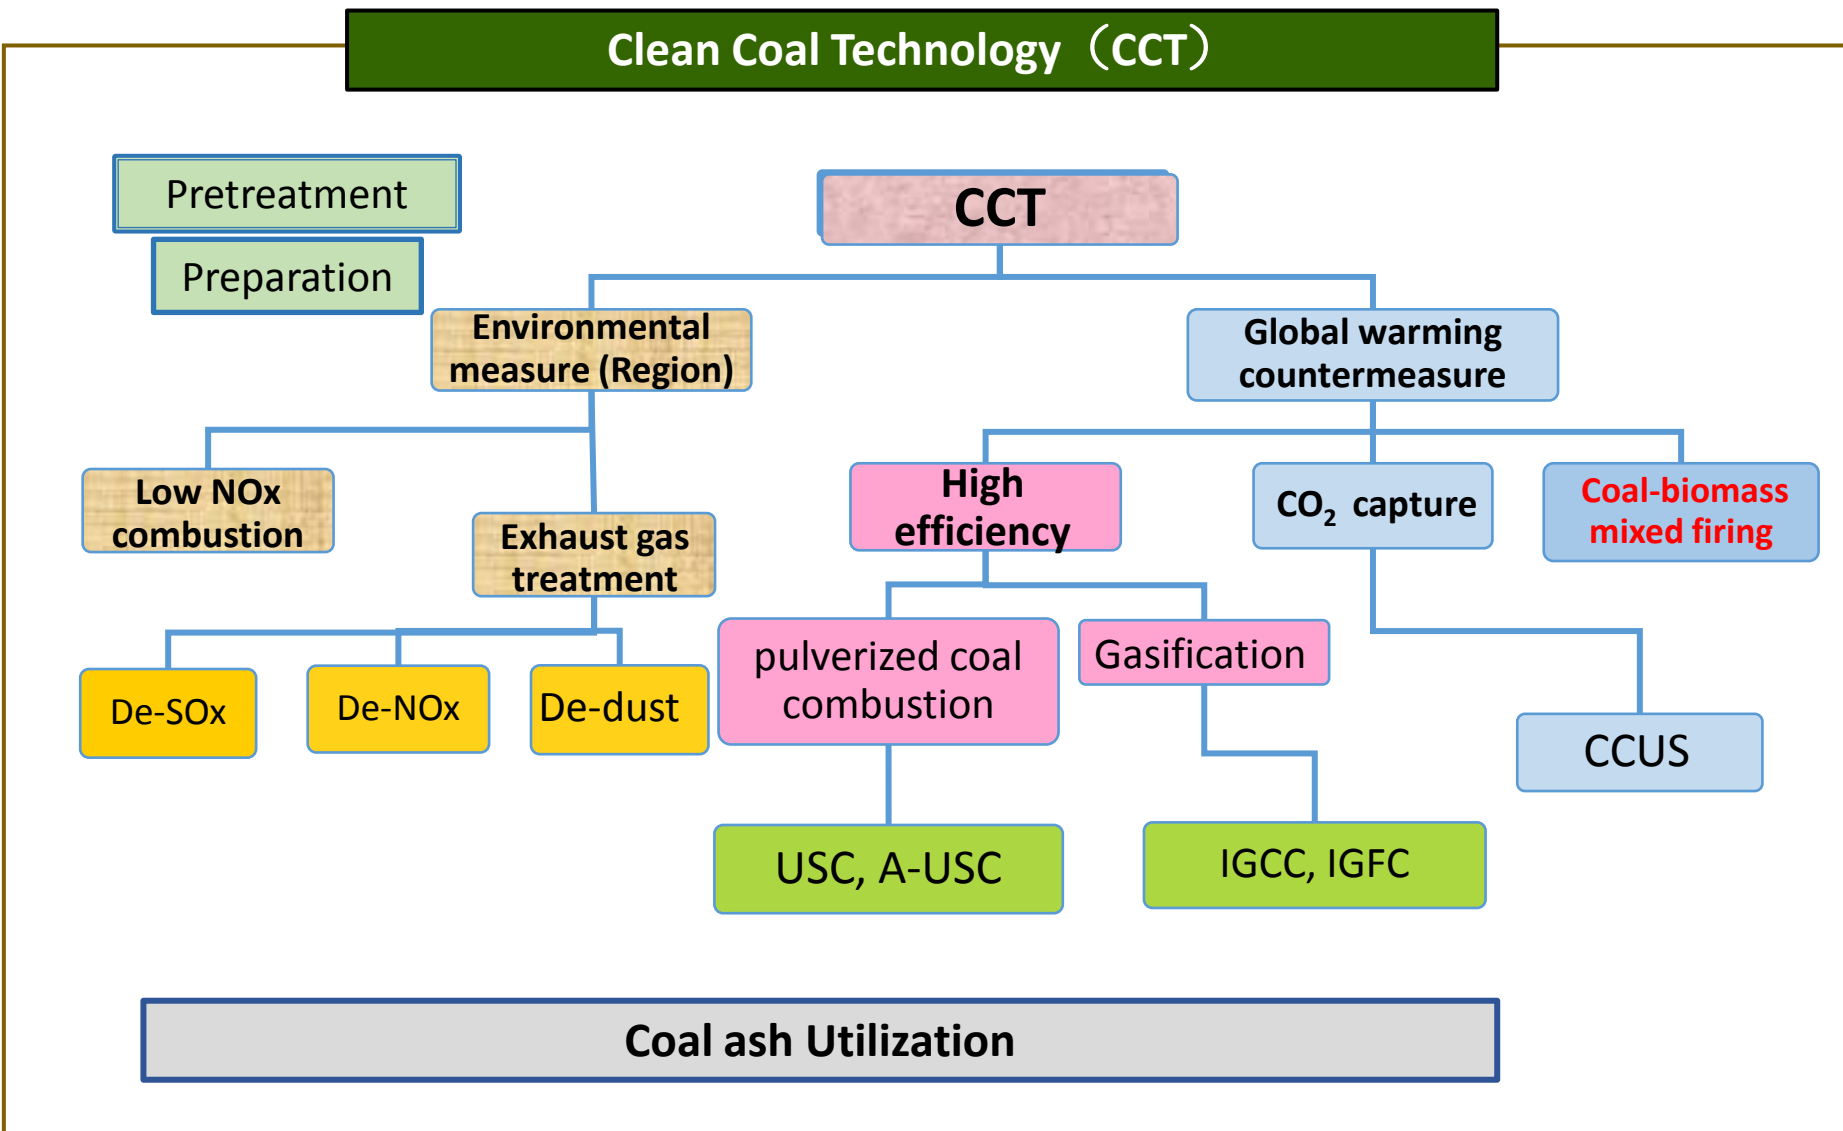 Clean Coal Technology（CCT）
Pretreatment
Preparation
CCT
Environmental
measure (Region)
Global warming
countermeasure
Low NOx
combustion
Exhaust gas
treatment
High
efficiency
CO₂ capture
Coal-biomass
mixed firing
De-SOx
De-NOx
De-dust
pulverized coal
combustion
Gasification
CCUS
USC, A-USC
IGCC, IGFC
Coal ash Utilization